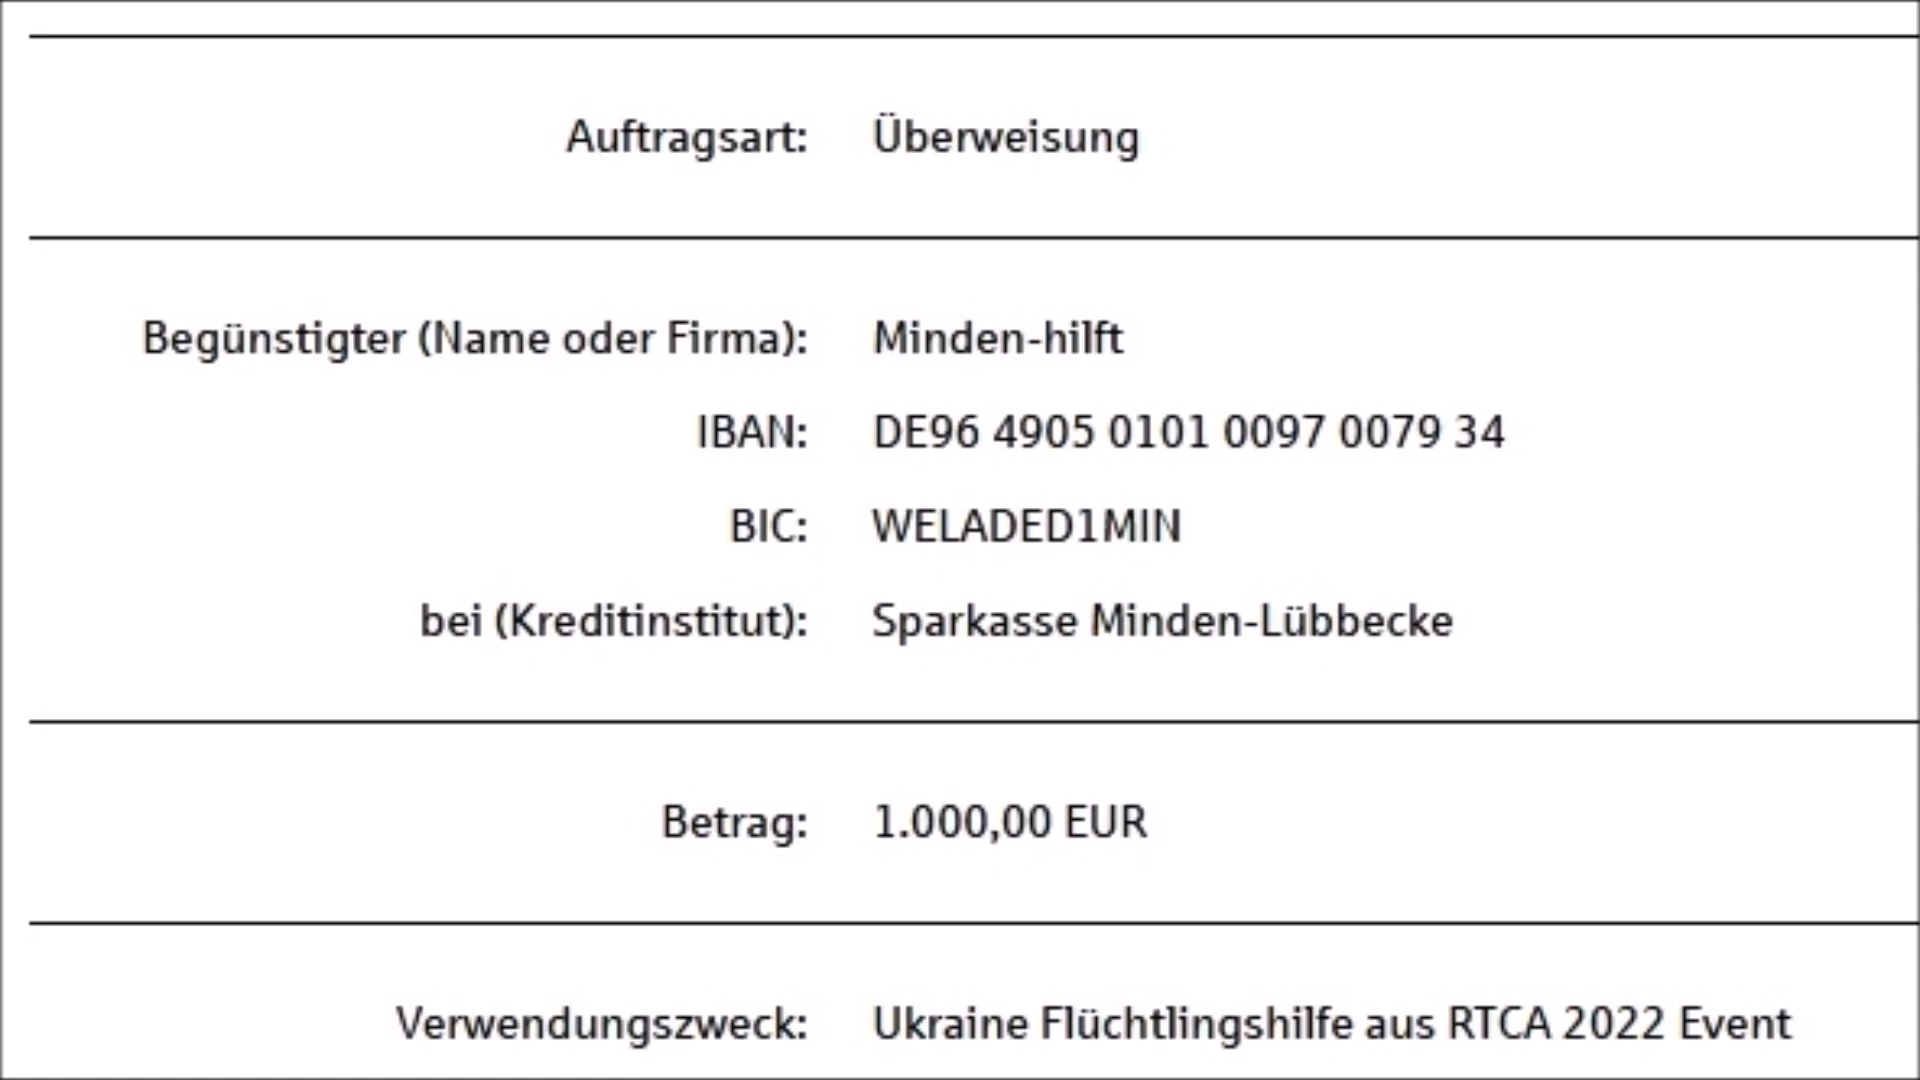 Auftragsart: Überweisung
Begünstigter (Name oder Firma): Minden-hilft
IBAN: DE96 4905 0101 0097 0079 34
BIC: WELADED1MIN
bei (Kreditinstitut): Sparkasse Minden-Lübbecke
Betrag: 1.000,00 EUR
Verwendungszweck: Ukraine Flüchtlingshilfe aus RTCA 2022 Event